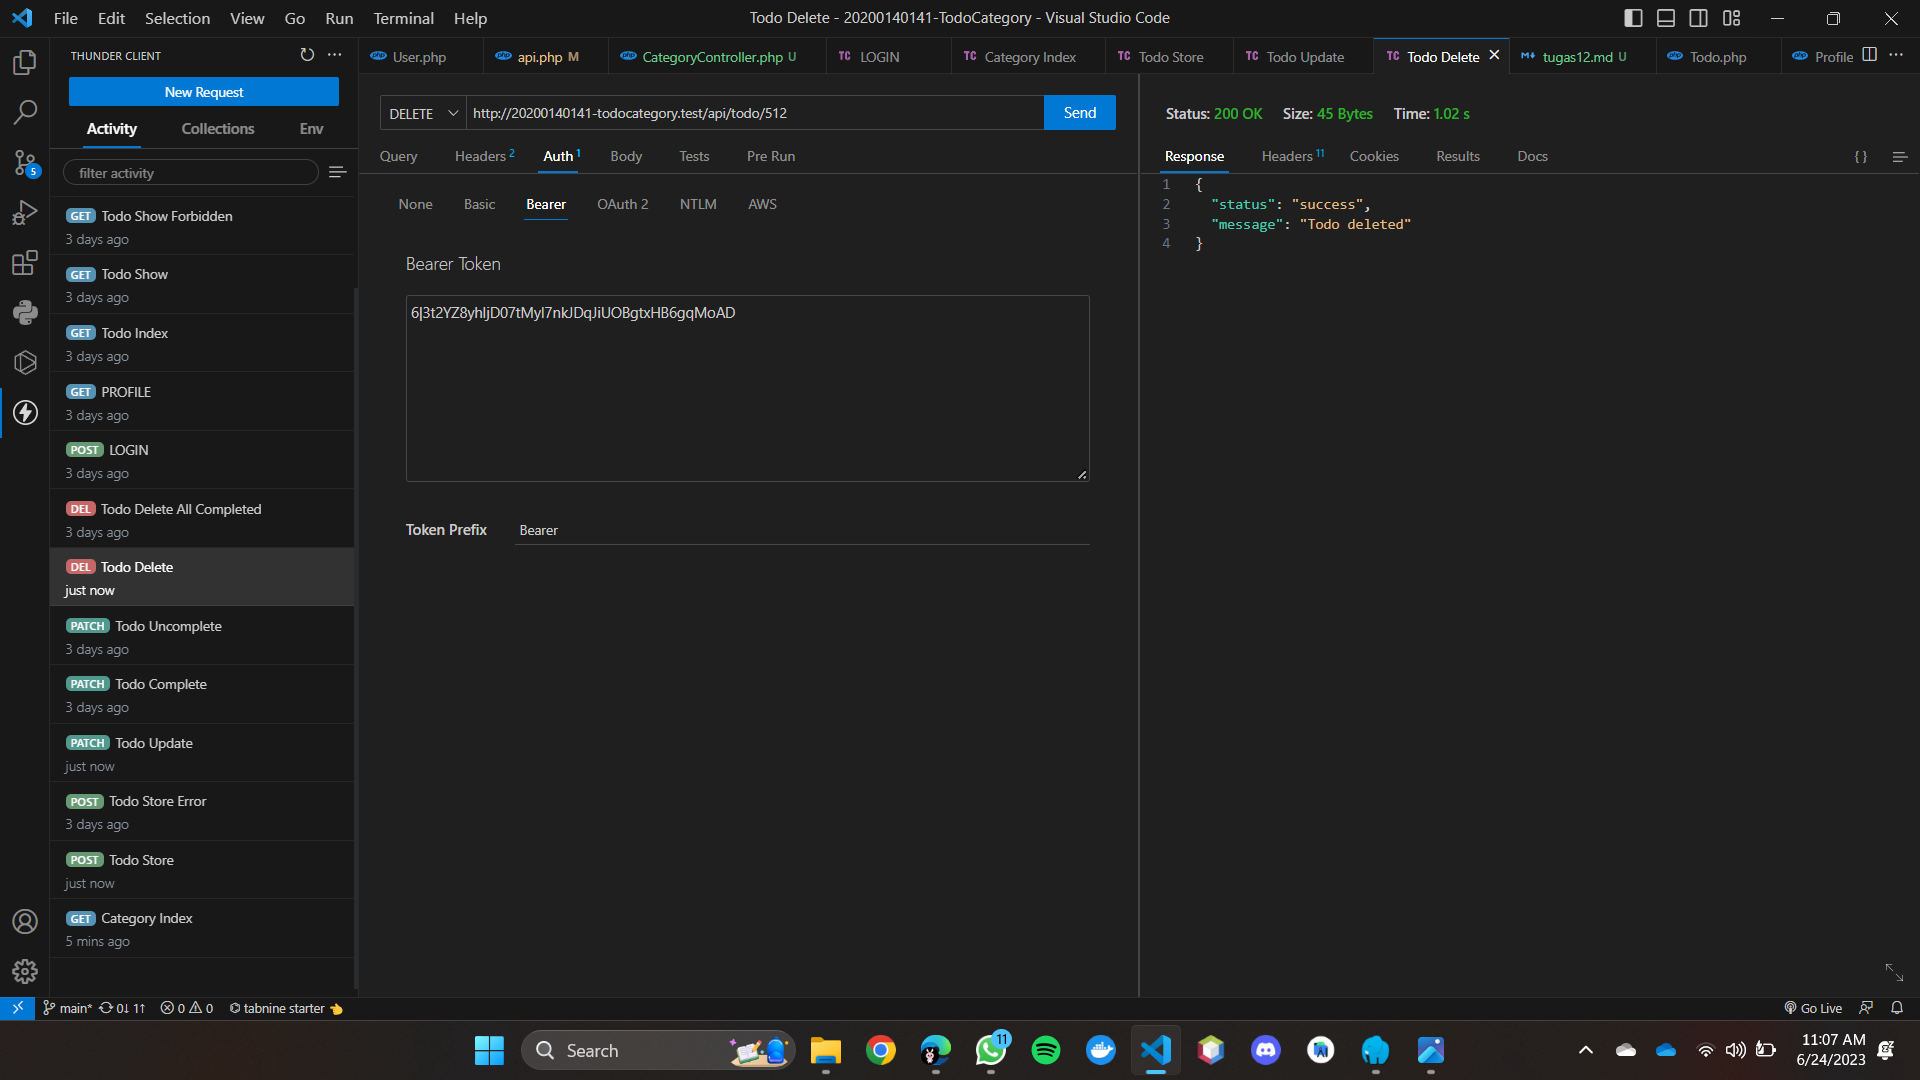 File Edit Selection View Go Run Terminal Help
Todo Delete - 20200140141-TodoCategory - Visual Studio Code
THUNDER CLIENT
New Request
Activity Collections Env
filter activity
GET Todo Show Forbidden
3 days ago
GET Todo Show
3 days ago
GET Todo Index
3 days ago
GET PROFILE
3 days ago
POST LOGIN
3 days ago
DEL Todo Delete All Completed
3 days ago
DEL Todo Delete
just now
PATCH Todo Uncomplete
3 days ago
PATCH Todo Complete
3 days ago
PATCH Todo Update
just now
POST Todo Store Error
3 days ago
POST Todo Store
just now
GET Category Index
5 mins ago
5
User.php api.php M CategoryController.php U TC LOGIN TC Category Index TC Todo Store TC Todo Update TC Todo Delete tugas12.md U Todo.php Profile
DELETE http://20200140141-todocategory.test/api/todo/512 Send
Query Headers 2 Auth 1 Body Tests Pre Run
None Basic Bearer OAuth 2 NTLM AWS
Bearer Token
Token Prefix Bearer
Status: 200 OK Size: 45 Bytes Time: 1.02 s
Response Headers 11 Cookies Results Docs { }
1 {
2 "status": "success",
3 "message": "Todo deleted"
4 }
main* 0↓ 1↑ 0 0 tabnine starter
Go Live
Search
11
11:07 AM
6/24/2023